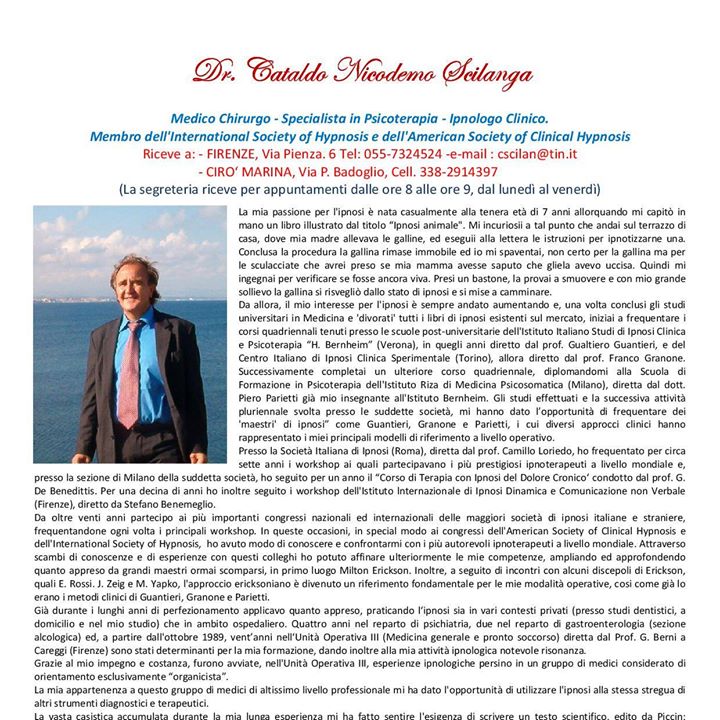 Dr. Cataldo Nicodemo Scilanga
Medico Chirurgo - Specialista in Psicoterapia - Ipnologo Clinico.
Membro dell'International Society of Hypnosis e dell'American Society of Clinical Hypnosis
Riceve a: - FIRENZE, Via Pienza. 6 Tel: 055-7324524 -e-mail : cscilan@tin.it
- CIRO' MARINA, Via P. Badoglio, Cell. 338-2914397
(La segreteria riceve per appuntamenti dalle ore 8 alle ore 9, dal lunedì al venerdì)
La mia passione per l'ipnosi è nata casualmente alla tenera età di 7 anni allorquando mi capitò in
mano un libro illustrato dal titolo "Ipnosi animale". Mi incuriosii a tal punto che andai sul terrazzo di
casa, dove mia madre allevava le galline, ed eseguii alla lettera le istruzioni per ipnotizzarne una.
Conclusa la procedura la gallina rimase immobile ed io mi spaventai, non certo per la gallina ma per
le sculacciate che avrei preso se mia mamma avesse saputo che gliela avevo uccisa. Quindi mi
ingegnai per verificare se fosse ancora viva. Presi un bastone, la provai a smuovere e con mio grande
sollievo la gallina si risvegliò dallo stato di ipnosi e si mise a camminare.
Da allora, il mio interesse per l'ipnosi è sempre andato aumentando e, una volta conclusi gli studi
universitari in Medicina e 'divorati' tutti i libri di ipnosi esistenti sul mercato, iniziai a frequentare i
corsi quadriennali tenuti presso le scuole post-universitarie dell'Istituto Italiano Studi di Ipnosi Clinica
e Psicoterapia "H. Bernheim" (Verona), in quegli anni diretto dal prof. Gualtiero Guantieri, e del
Centro Italiano di Ipnosi Clinica Sperimentale (Torino), allora diretto dal prof. Franco Granone.
Successivamente completai un ulteriore corso quadriennale, diplomandomi alla Scuola di
Formazione in Psicoterapia dell'Istituto Riza di Medicina Psicosomatica (Milano), diretta dal dott.
Piero Parietti già mio insegnante all'Istituto Bernheim. Gli studi effettuati e la successiva attività
pluriennale svolta presso le suddette società, mi hanno dato l'opportunità di frequentare dei
'maestri' di ipnosi" come Guantieri, Granone e Parietti, i cui diversi approcci clinici hanno
rappresentato i miei principali modelli di riferimento a livello operativo.
Presso la Società Italiana di Ipnosi (Roma), diretta dal prof. Camillo Loriedo, ho frequentato per circa
sette anni i workshop ai quali partecipavano i più prestigiosi ipnoterapeuti a livello mondiale e,
presso la sezione di Milano della suddetta società, ho seguito per un anno il "Corso di Terapia con Ipnosi del Dolore Cronico' condotto dal prof. G.
De Benedittis. Per una decina di anni ho inoltre seguito i workshop dell'Istituto Internazionale di Ipnosi Dinamica e Comunicazione non Verbale
(Firenze), diretto da Stefano Benemeglio.
Da oltre venti anni partecipo ai più importanti congressi nazionali ed internazionali delle maggiori società di ipnosi italiane e straniere,
frequentandone ogni volta i principali workshop. In queste occasioni, in special modo ai congressi dell'American Society of Clinical Hypnosis e
dell'International Society of Hypnosis, ho avuto modo di conoscere e confrontarmi con i più autorevoli ipnoterapeuti a livello mondiale. Attraverso
scambi di conoscenze e di esperienze con questi colleghi ho potuto affinare ulteriormente le mie competenze, ampliando ed approfondendo
quanto appreso da grandi maestri ormai scomparsi, in primo luogo Milton Erickson. Inoltre, a seguito di incontri con alcuni discepoli di Erickson,
quali E. Rossi. J. Zeig e M. Yapko, l'approccio ericksoniano è divenuto un riferimento fondamentale per le mie modalità operative, così come già lo
erano i metodi clinici di Guantieri, Granone e Parietti.
Già durante i lunghi anni di perfezionamento applicavo quanto appreso, praticando l'ipnosi sia in vari contesti privati (presso studi dentistici, a
domicilio e nel mio studio) che in ambito ospedaliero. Quattro anni nel reparto di psichiatria, due nel reparto di gastroenterologia (sezione
alcologica) ed, a partire dall'ottobre 1989, vent'anni nell'Unità Operativa III (Medicina generale e pronto soccorso) diretta dal Prof. G. Berni a
Careggi (Firenze) sono stati determinanti per la mia formazione, dando inoltre alla mia attività ipnologica notevole risonanza.
Grazie al mio impegno e costanza, furono avviate, nell'Unità Operativa III, esperienze ipnologiche persino in un gruppo di medici considerato di
orientamento esclusivamente "organicista".
La mia appartenenza a questo gruppo di medici di altissimo livello professionale mi ha dato l'opportunità di utilizzare l'ipnosi alla stessa stregua di
altri strumenti diagnostici e terapeutici.
La vasta casistica accumulata durante la mia lunga esperienza mi ha fatto sentire l'esigenza di scrivere un testo scientifico, edito da Piccin: